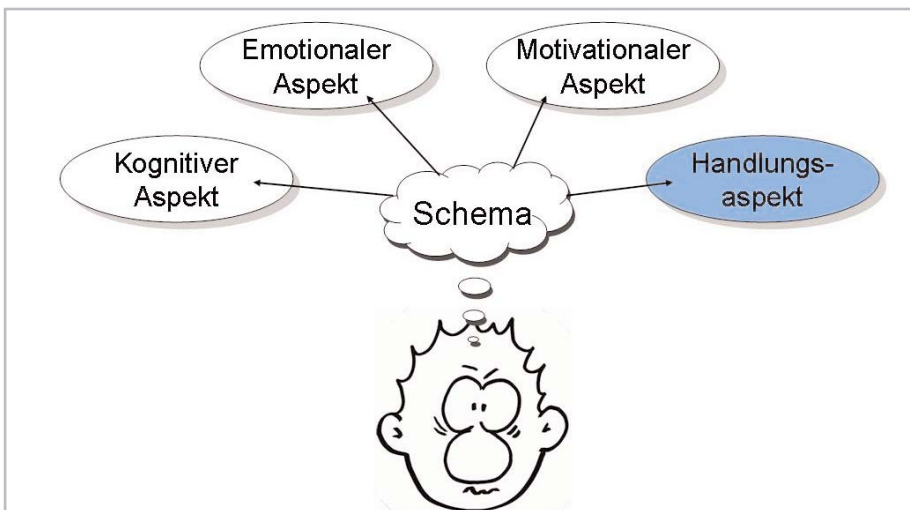 Emotionaler
Aspekt
Motivationaler
Aspekt
Kognitiver
Aspekt
Schema
Handlungs-
aspekt